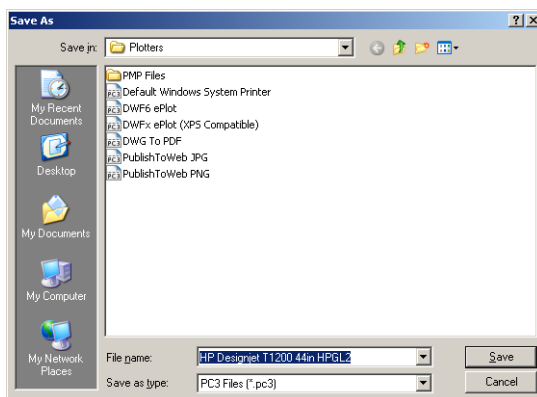 Save As
Save in: Plotters
PMP Files
Default Windows System Printer
DWF6 ePlot
DWFx ePlot (XPS Compatible)
DWG To PDF
PublishToWeb JPG
PublishToWeb PNG
My Recent
Documents
Desktop
My Documents
My Computer
My Network
Places
File name: HP Designjet T1200 44in HPGL2 Save
Save as type: PC3 Files (*.pc3) Cancel